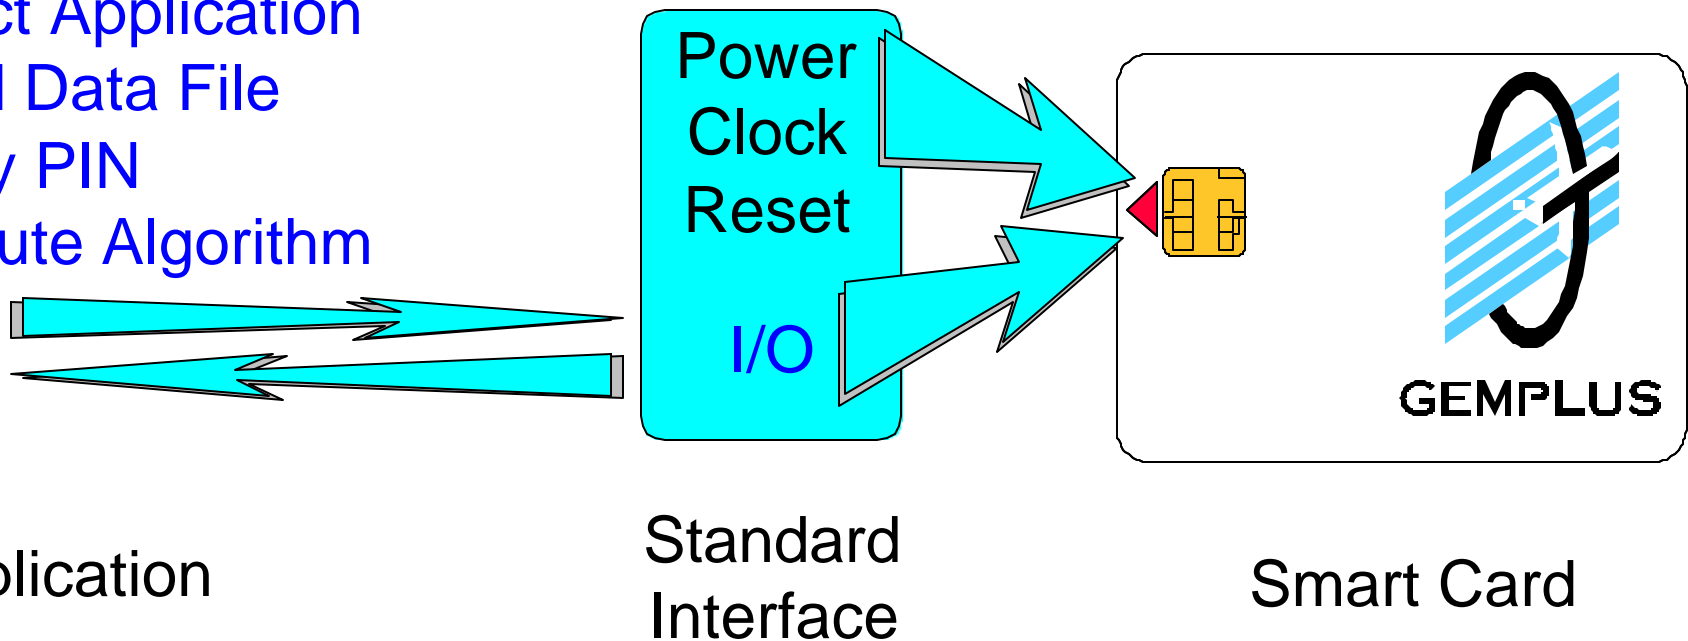 ct Application
Data File
PIN
ute Algorithm
Power
Clock
Reset
I/O
GEMPLUS
plication
Standard
Interface
Smart Card